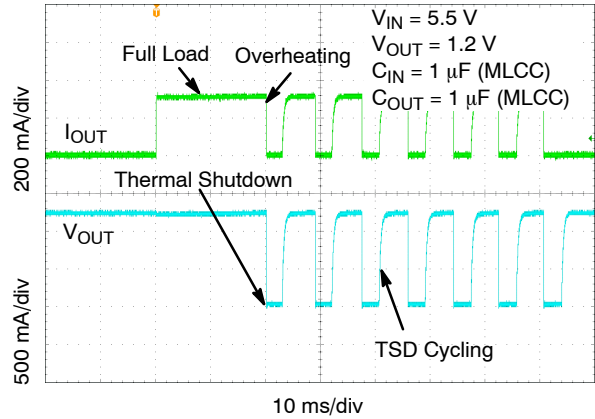 V_IN = 5.5 V
V_OUT = 1.2 V
C_IN = 1 μF (MLCC)
C_OUT = 1 μF (MLCC)
Full Load
Overheating
I_OUT
200 mA/div
Thermal Shutdown
V_OUT
500 mA/div
TSD Cycling
10 ms/div